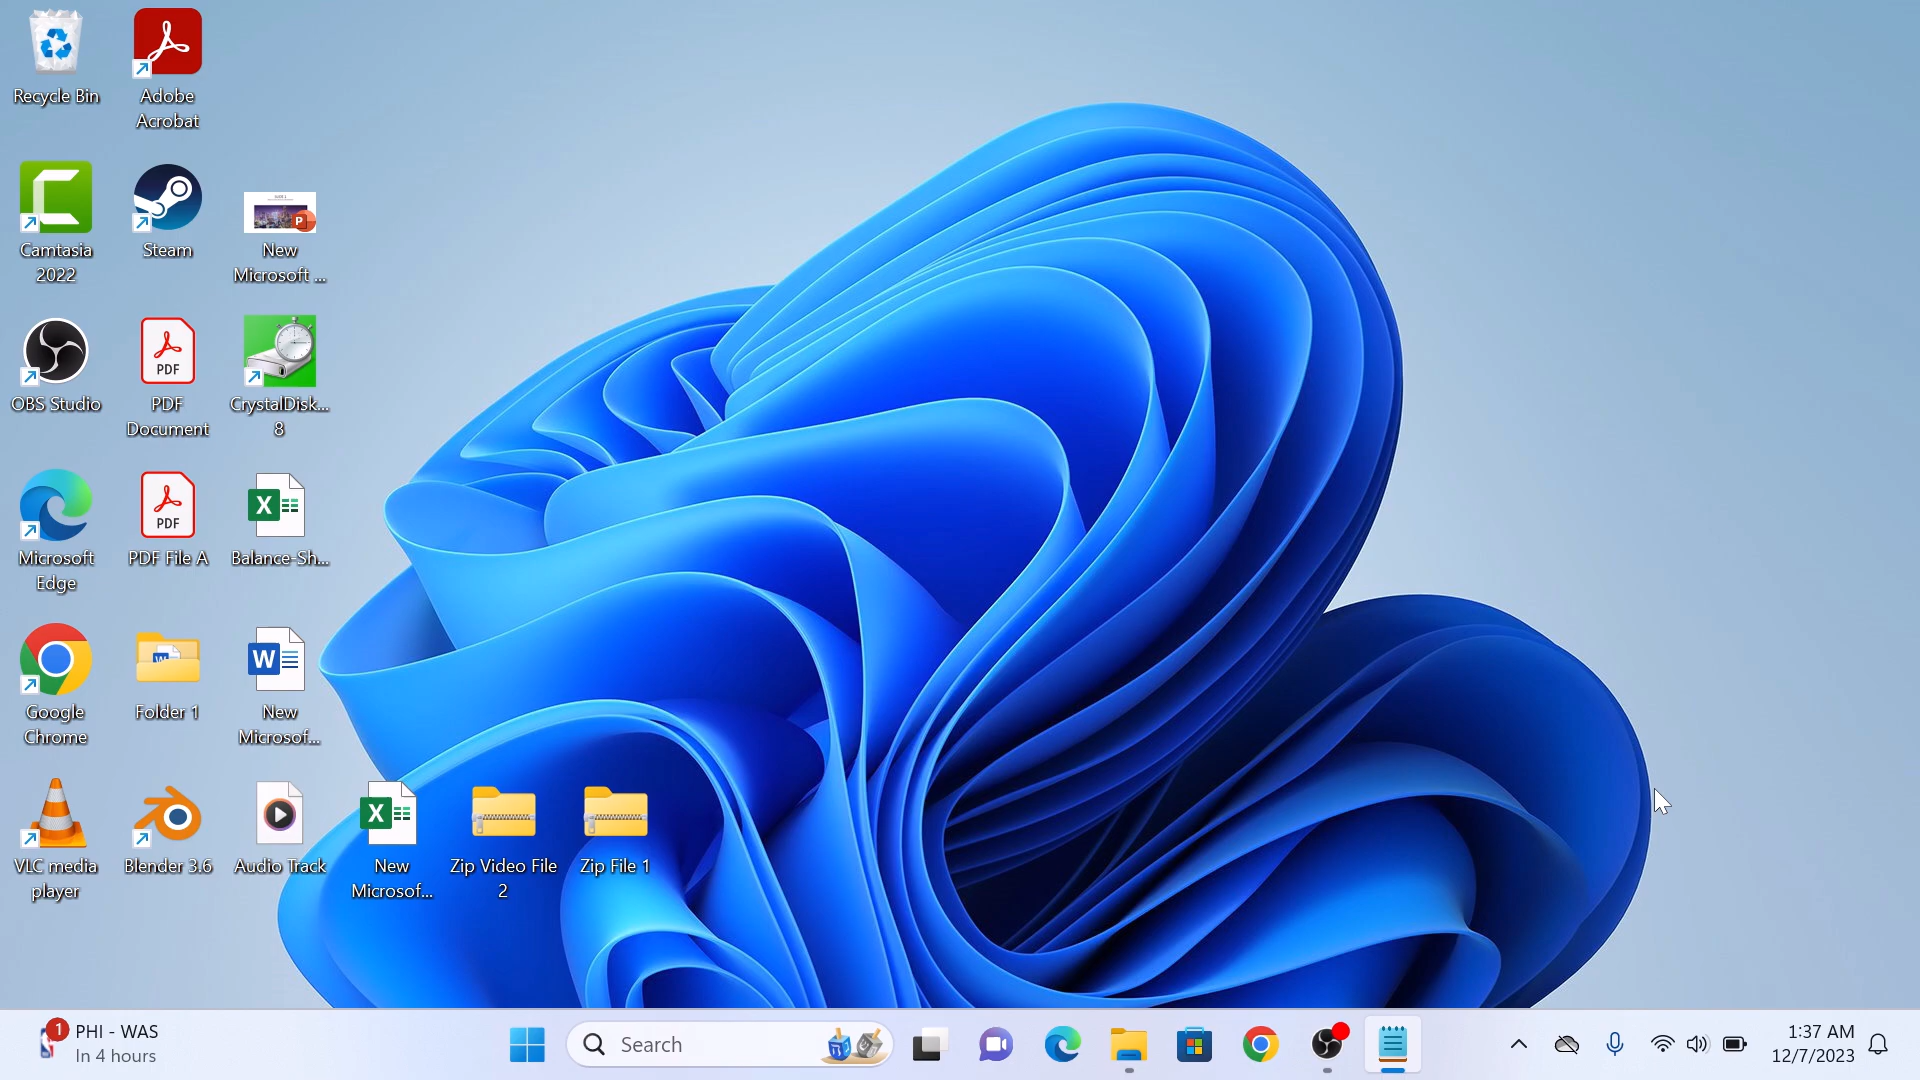 Recycle Bin
Adobe
Acrobat
Camtasia
2022
Steam
New
Microsoft ...
OBS Studio
PDF
PDF
Document
CrystalDisk...
8
Microsoft
Edge
PDF
PDF File A
X
Balance-Sh...
Google
Chrome
Folder 1
W
New
Microsof...
VLC media
player
Blender 3.6
Audio Track
X
New
Microsof...
Zip Video File
2
Zip File 1
1
PHI - WAS
In 4 hours
Search
1:37 AM
12/7/2023